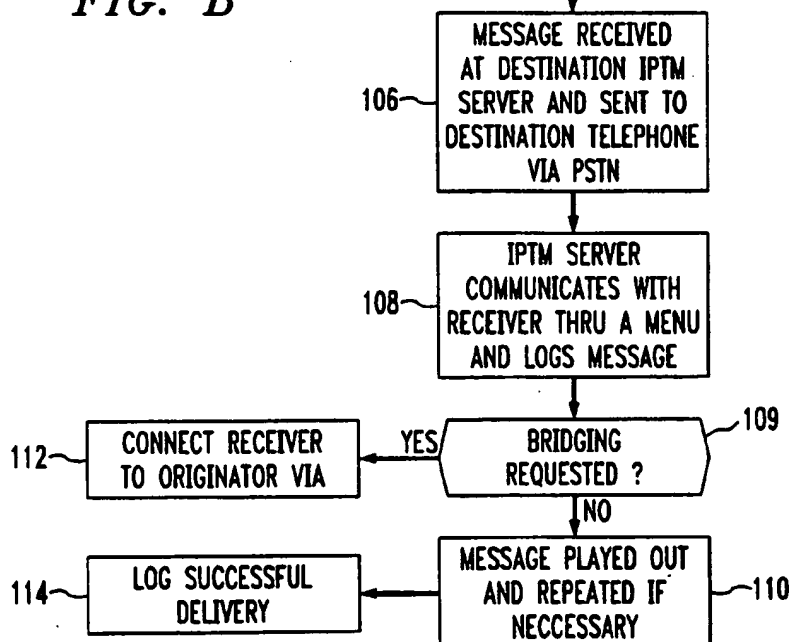 FIG. B
MESSAGE RECEIVED
AT DESTINATION IPTM
SERVER AND SENT TO
DESTINATION TELEPHONE
VIA PSTN
106
IPTM SERVER
COMMUNICATES WITH
RECEIVER THRU A MENU
AND LOGS MESSAGE
108
BRIDGING
REQUESTED ?
109
YES
CONNECT RECEIVER
TO ORIGINATOR VIA
112
NO
MESSAGE PLAYED OUT
AND REPEATED IF
NECCESSARY
110
LOG SUCCESSFUL
DELIVERY
114